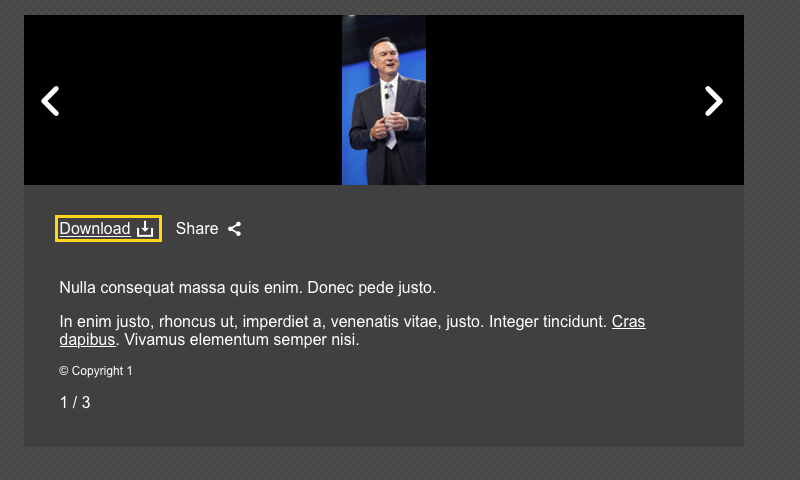 Download
Share
Nulla consequat massa quis enim. Donec pede justo.
In enim justo, rhoncus ut, imperdiet a, venenatis vitae, justo. Integer tincidunt. Cras
dapibus. Vivamus elementum semper nisi.
© Copyright 1
1 / 3